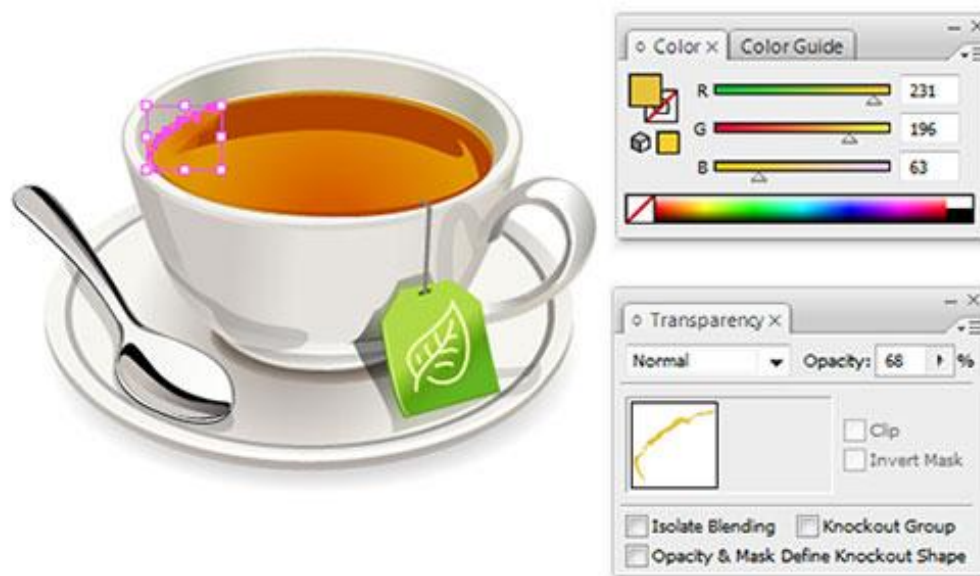 Color × Color Guide
R 231
G 196
B 63
Transparency ×
Normal Opacity: 68 %
Clip
Invert Mask
Isolate Blending Knockout Group
Opacity & Mask Define Knockout Shape